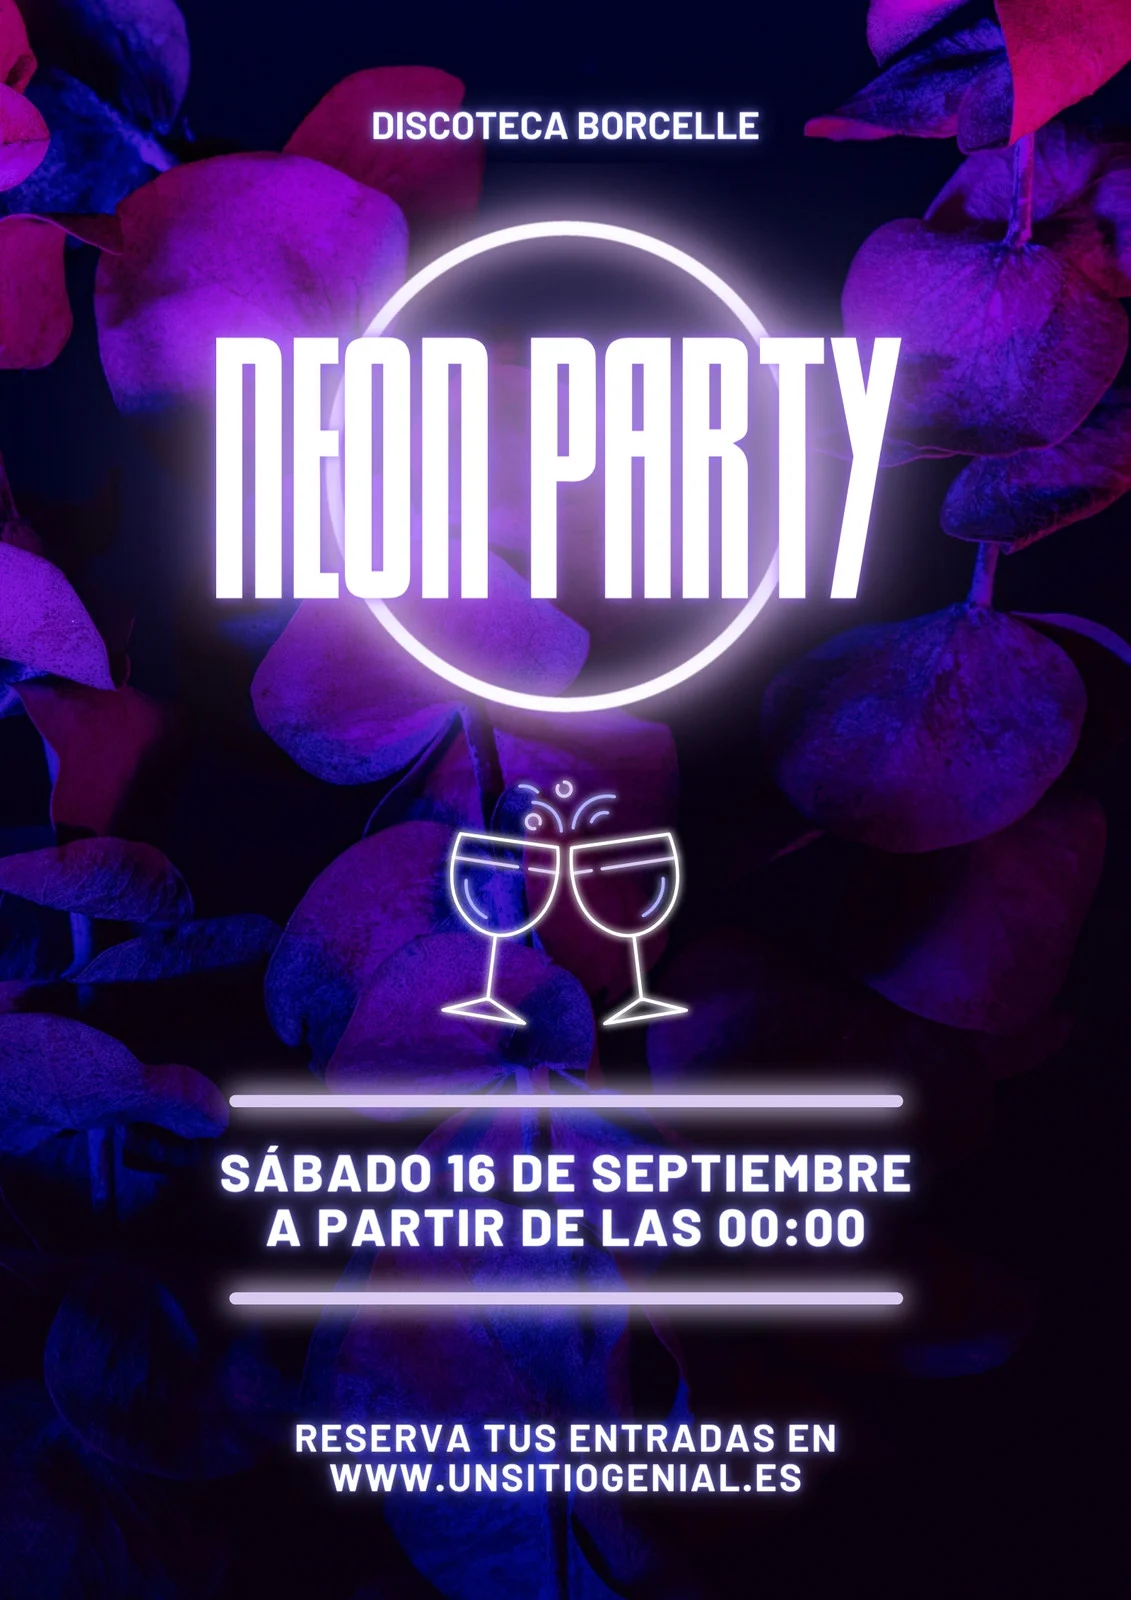 DISCOTECA BORCELLE
NEON PARTY
SÁBADO 16 DE SEPTIEMBRE
A PARTIR DE LAS 00:00
RESERVA TUS ENTRADAS EN
WWW.UNSITIOGENIAL.ES